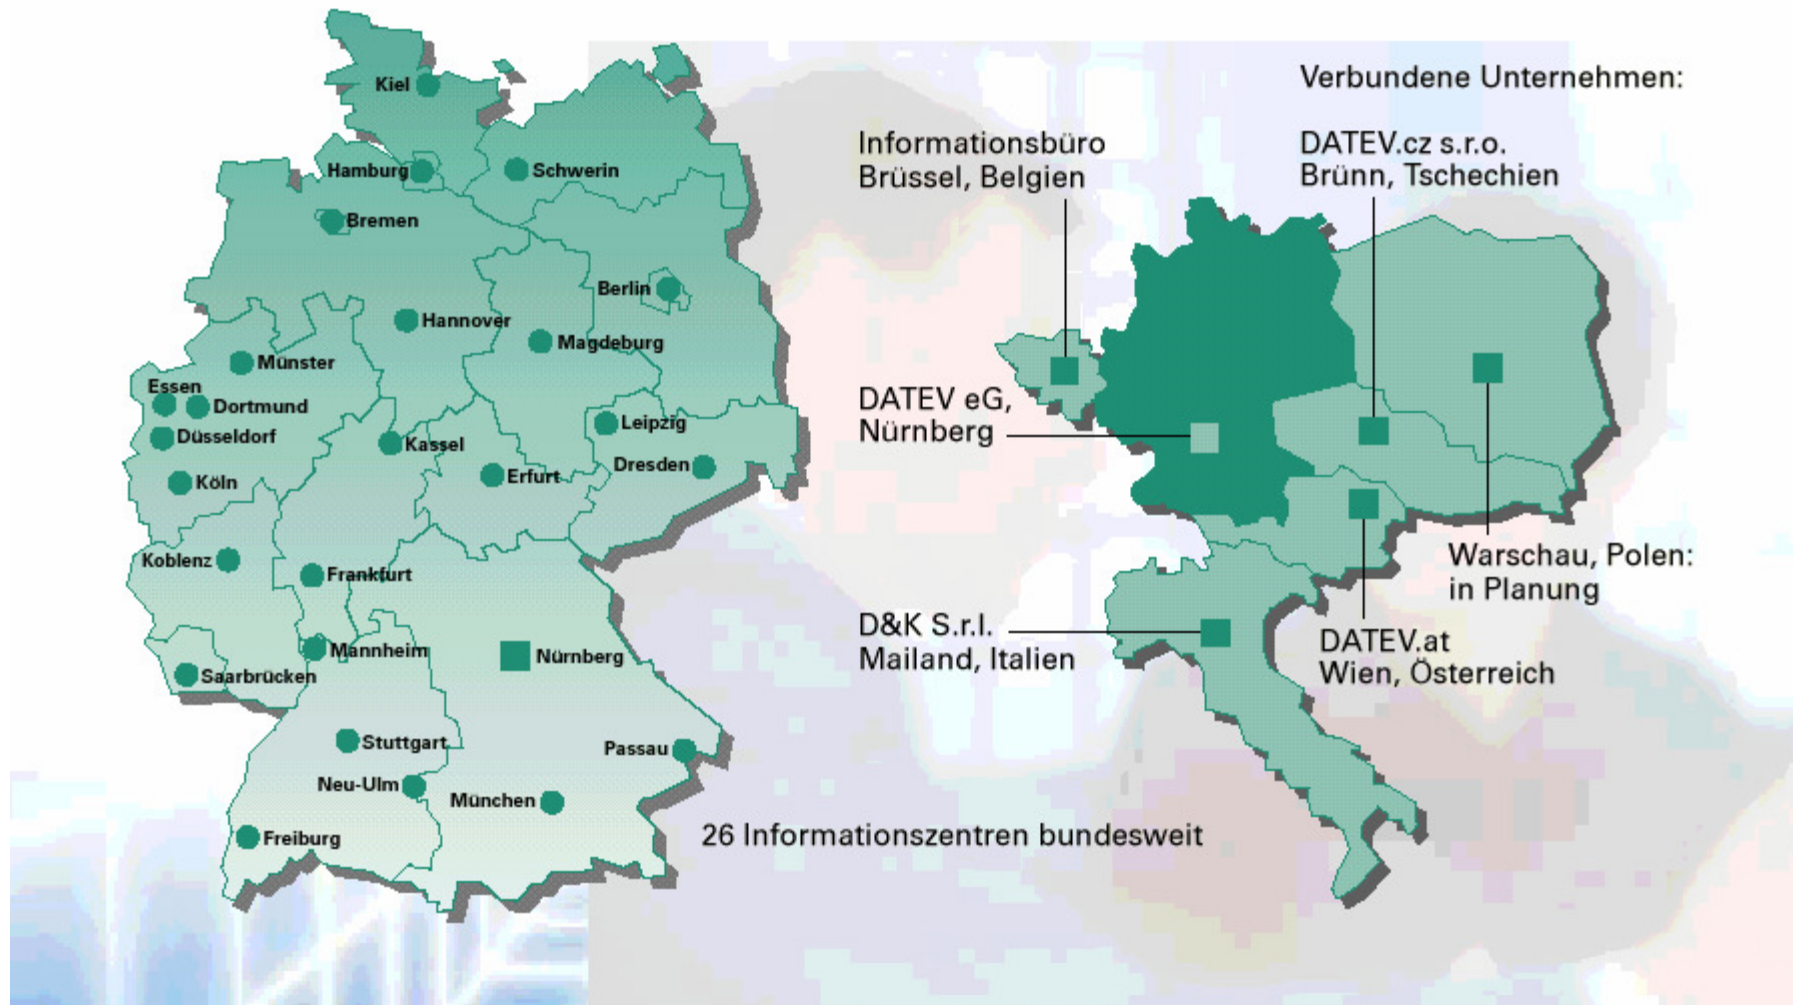 Kiel
Hamburg
Schwerin
Bremen
Berlin
Hannover
Magdeburg
Münster
Essen
Dortmund
Düsseldorf
Leipzig
Kassel
Dresden
Erfurt
Köln
Koblenz
Frankfurt
Mannheim
Nürnberg
Saarbrücken
Stuttgart
Passau
Neu-Ulm
München
Freiburg
26 Informationszentren bundesweit
Verbundene Unternehmen:
Informationsbüro
Brüssel, Belgien
DATEV.cz s.r.o.
Brünn, Tschechien
DATEV eG,
Nürnberg
Warschau, Polen:
in Planung
D&K S.r.l.
Mailand, Italien
DATEV.at
Wien, Österreich